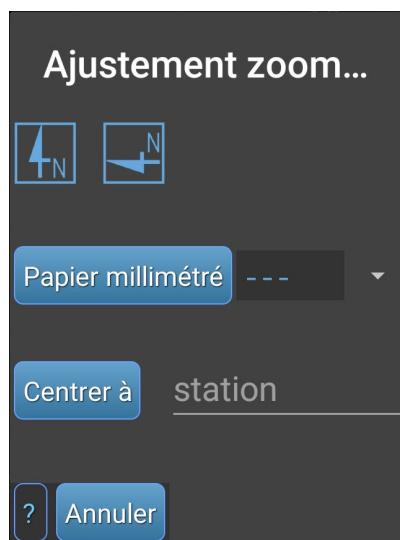 Ajustement zoom...
N N
Papier millimétré ---
Centrer à station
? Annuler